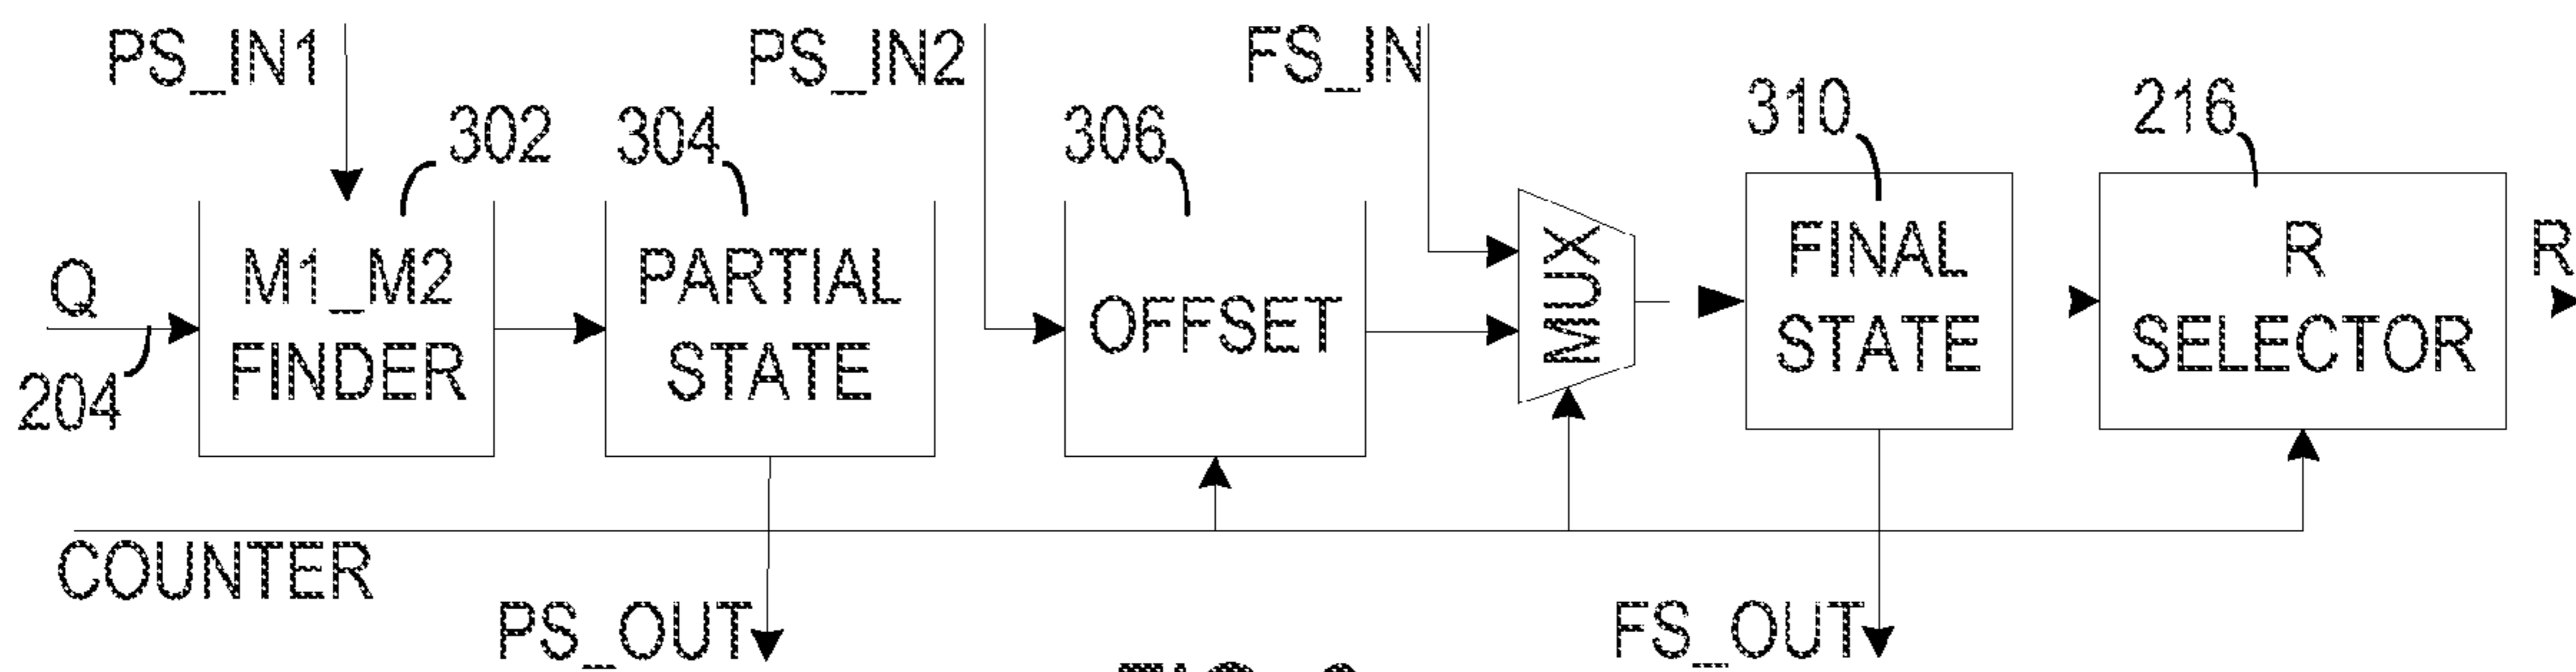 PS_IN1
PS_IN2
FS_IN
302
304
306
310
216
Q
204
M1_M2
FINDER
PARTIAL
STATE
OFFSET
MUX
FINAL
STATE
R
SELECTOR
R
COUNTER
PS_OUT
FS_OUT